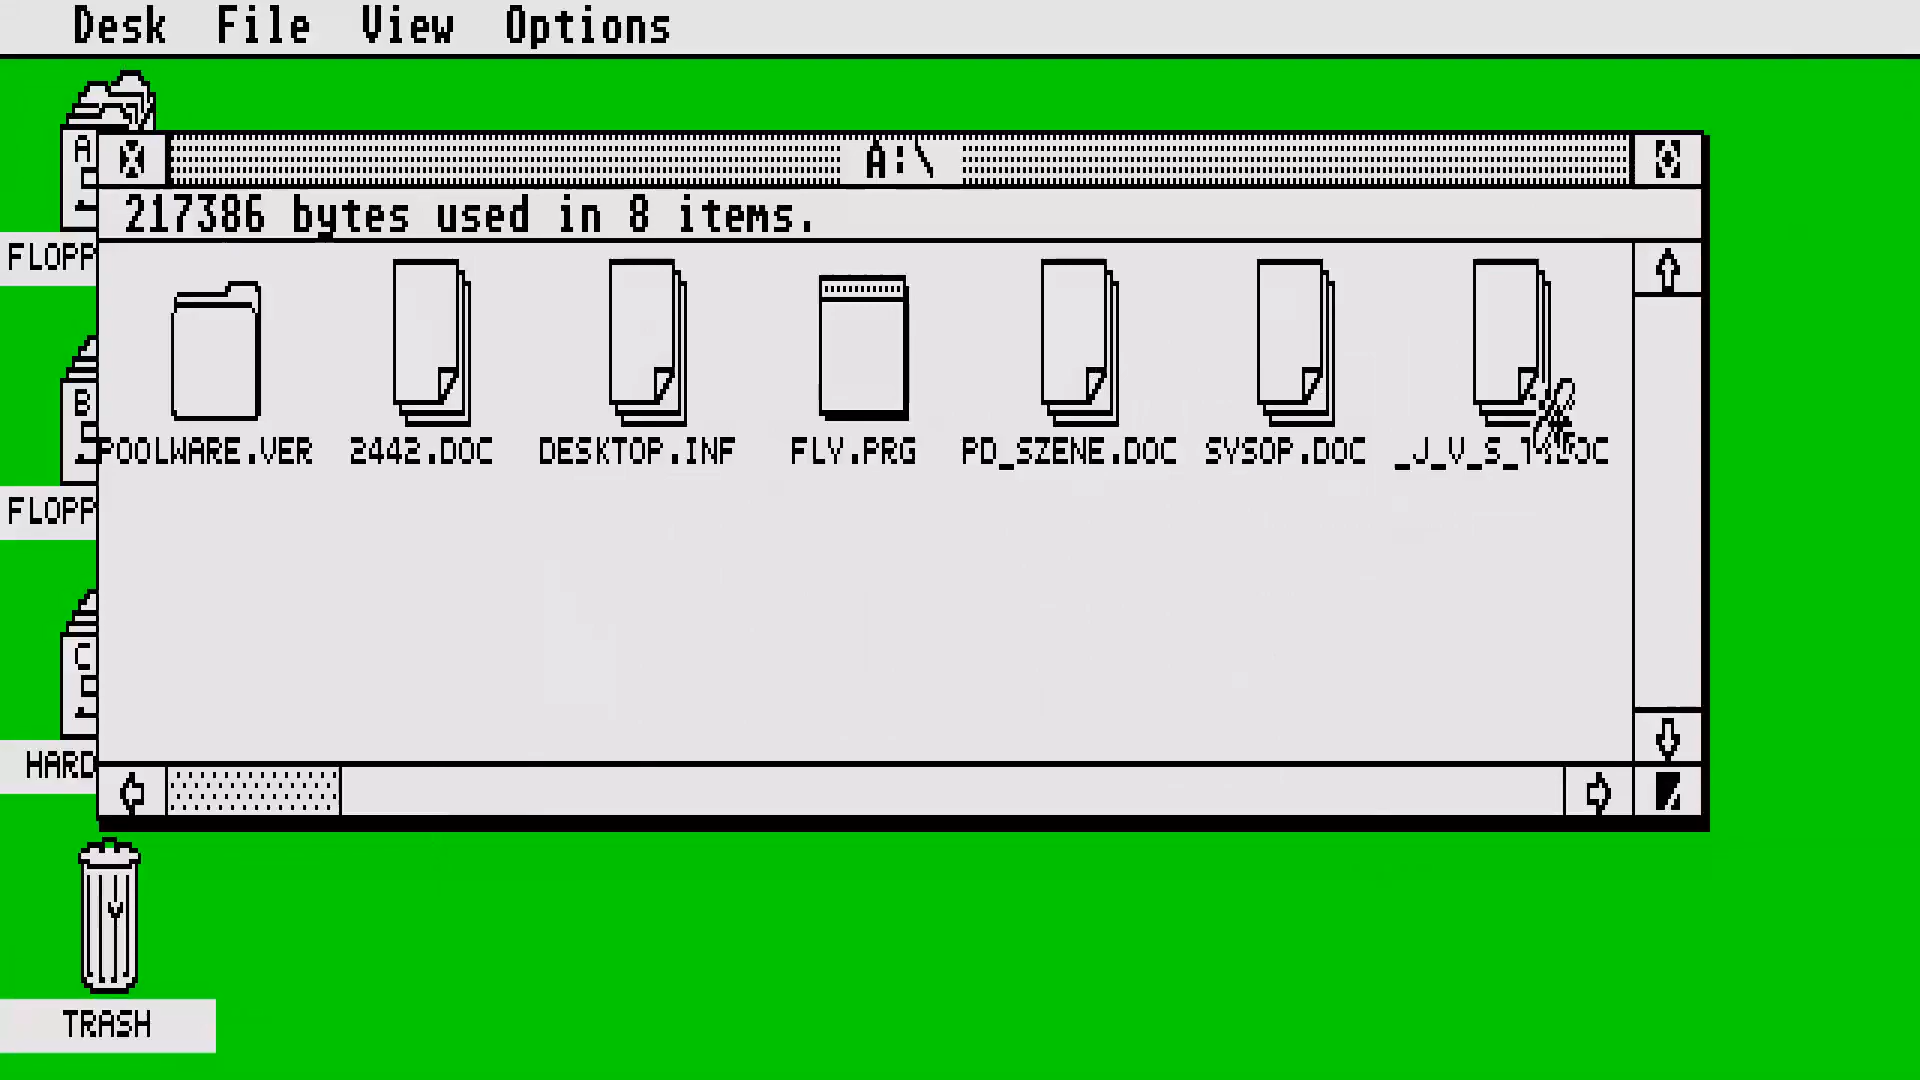 Desk File View Options
A:\
217386 bytes used in 8 items.
A
FLOPP
POOLWARE.VER 2442.DOC DESKTOP.INF FLY.PRG PD_SZENE.DOC SYSOP.DOC
B
FLOPP
C
HARD
TRASH